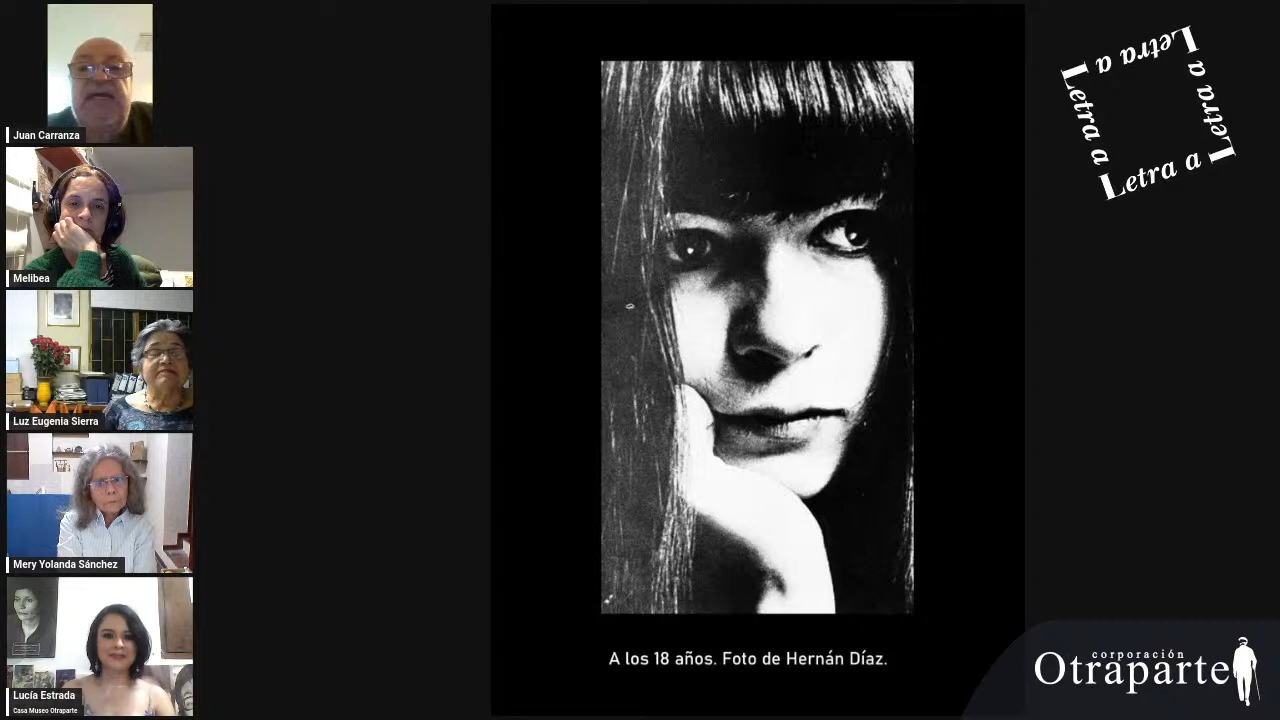 Juan Carranza
Melibea
Luz Eugenia Sierra
Mery Yolanda Sánchez
Lucía Estrada
Casa Museo Otraparte
A los 18 años. Foto de Hernán Díaz.
Letra a
Letra a
Letra a
Letra a
corporación
Otraparte